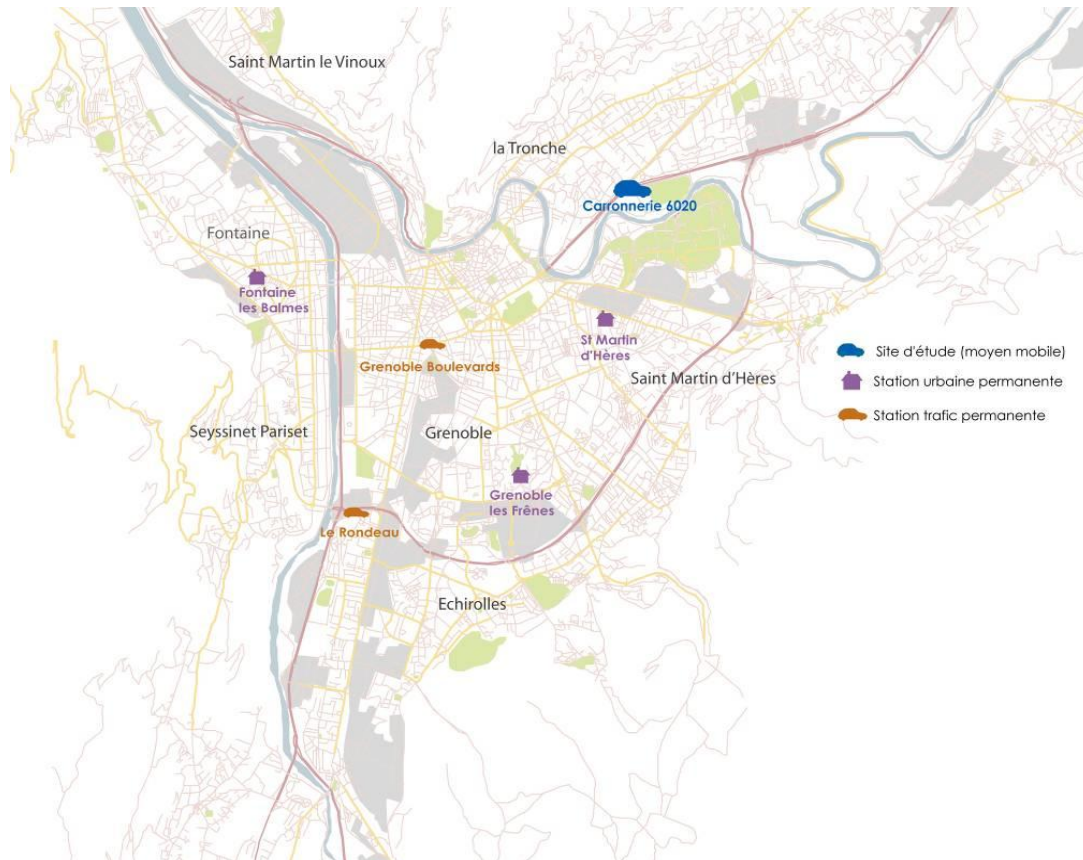 Saint Martin le Vinoux
la Tronche
Carronnerie 6020
Fontaine
Fontaine
les Balmes
St Martin
d'Hères
Grenoble Boulevards
Saint Martin d'Hères
Seyssinet Pariset
Grenoble
Grenoble
les Frênes
Le Rondeau
Echirolles
Site d'étude (moyen mobile)
Station urbaine permanente
Station trafic permanente